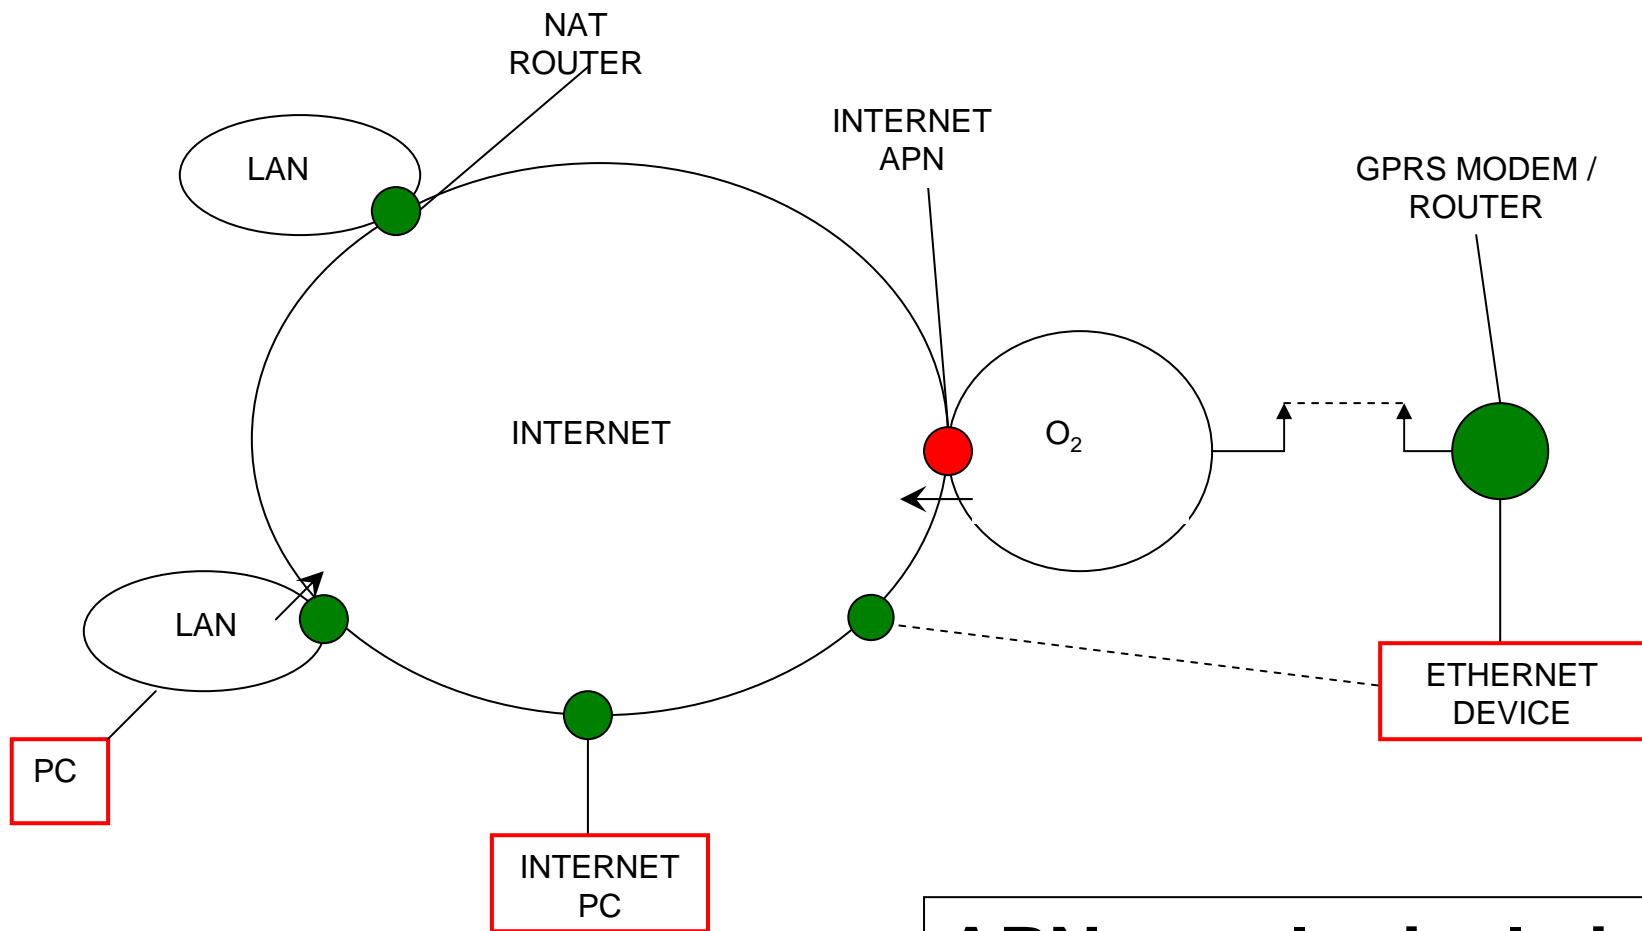 NAT
ROUTER
INTERNET
APN
LAN
GPRS MODEM /
ROUTER
INTERNET
O₂
LAN
ETHERNET
DEVICE
PC
INTERNET
PC